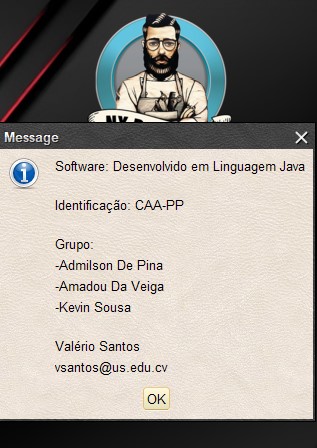 Message
Software: Desenvolvido em Linguagem Java
Identificação: CAA-PP
Grupo:
-Admilson De Pina
-Amadou Da Veiga
-Kevin Sousa
Valério Santos
vsantos@us.edu.cv
OK